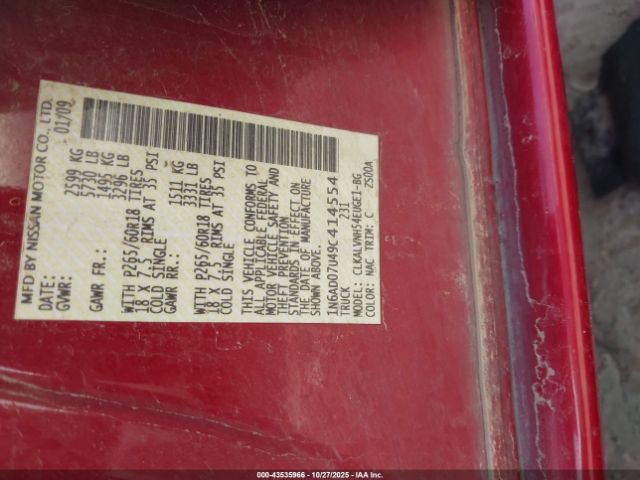 MFD BY NISSAN MOTOR CO., LTD.
DATE: 01/09
GVWR: 2599 KG
5730 LB
GAWR FR.: 1495 KG
3296 LB
WITH P265/60R18 TIRES
18 X 7.5 RIMS AT 35 PSI
COLD SINGLE
GAWR RR.: 1511 KG
3331 LB
WITH P265/60R18 TIRES
18 X 7.5 RIMS AT 35 PSI
COLD SINGLE
THIS VEHICLE CONFORMS TO
ALL APPLICABLE FEDERAL
MOTOR VEHICLE SAFETY AND
THEFT PREVENTION
STANDARDS IN EFFECT ON
THE DATE OF MANUFACTURE
SHOWN ABOVE.
1N6AD07U49C414554
TRUCK 231
MODEL: CLKALVNH54EUGEI-BG
COLOR: NAC TRIM: C ZS00A
000-43535966 10/27/2025 IAA Inc.